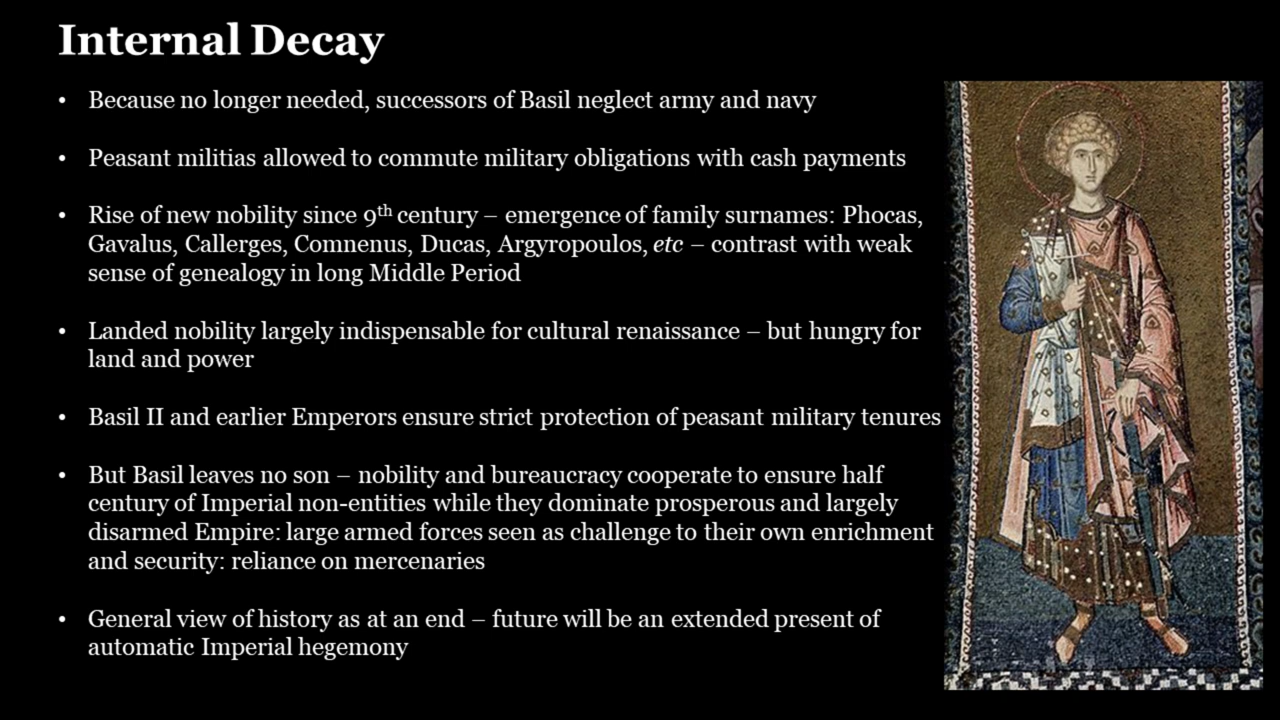 Internal Decay
• Because no longer needed, successors of Basil neglect army and navy
• Peasant militias allowed to commute military obligations with cash payments
• Rise of new nobility since 9th century – emergence of family surnames: Phocas,
Gavalus, Callerges, Comnenus, Ducas, Argyropoulos, etc – contrast with weak
sense of genealogy in long Middle Period
• Landed nobility largely indispensable for cultural renaissance – but hungry for
land and power
• Basil II and earlier Emperors ensure strict protection of peasant military tenures
• But Basil leaves no son – nobility and bureaucracy cooperate to ensure half
century of Imperial non-entities while they dominate prosperous and largely
disarmed Empire: large armed forces seen as challenge to their own enrichment
and security: reliance on mercenaries
• General view of history as at an end – future will be an extended present of
automatic Imperial hegemony